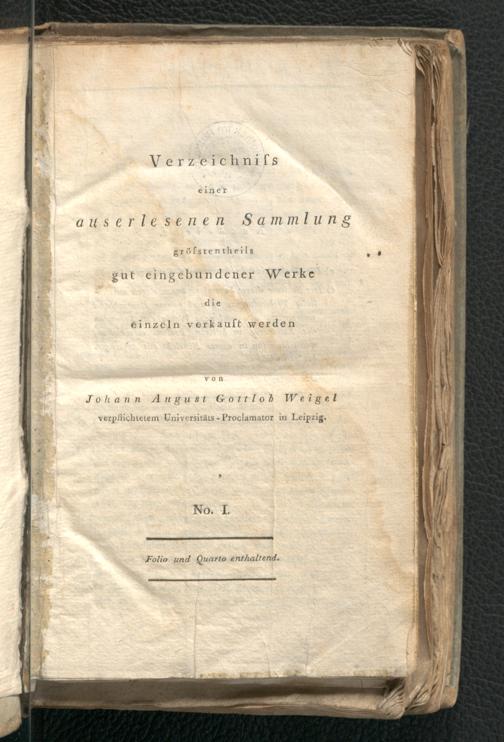 Verzeichniſs
einer
auserlesenen Sammlung
gröſstentheils
gut eingebundener Werke
die
einzeln verkauft werden
von
Johann August Gottlob Weigel
verpflichtetem Universitäts-Proclamator in Leipzig.
No. I.
Folio und Quarto enthaltend.